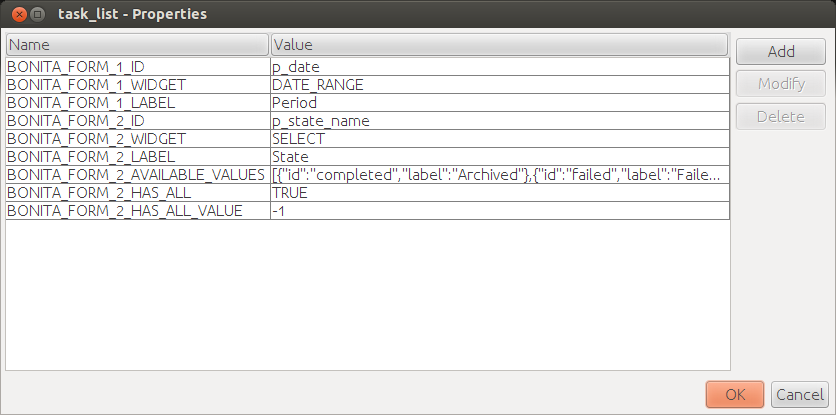 task_list - Properties
Name Value
BONITA_FORM_1_ID p_date
BONITA_FORM_1_WIDGET DATE_RANGE
BONITA_FORM_1_LABEL Period
BONITA_FORM_2_ID p_state_name
BONITA_FORM_2_WIDGET SELECT
BONITA_FORM_2_LABEL State
BONITA_FORM_2_AVAILABLE_VALUES [{"id":"completed","label":"Archived"},{"id":"failed","label":"Faile...
BONITA_FORM_2_HAS_ALL TRUE
BONITA_FORM_2_HAS_ALL_VALUE -1
Add
Modify
Delete
OK Cancel